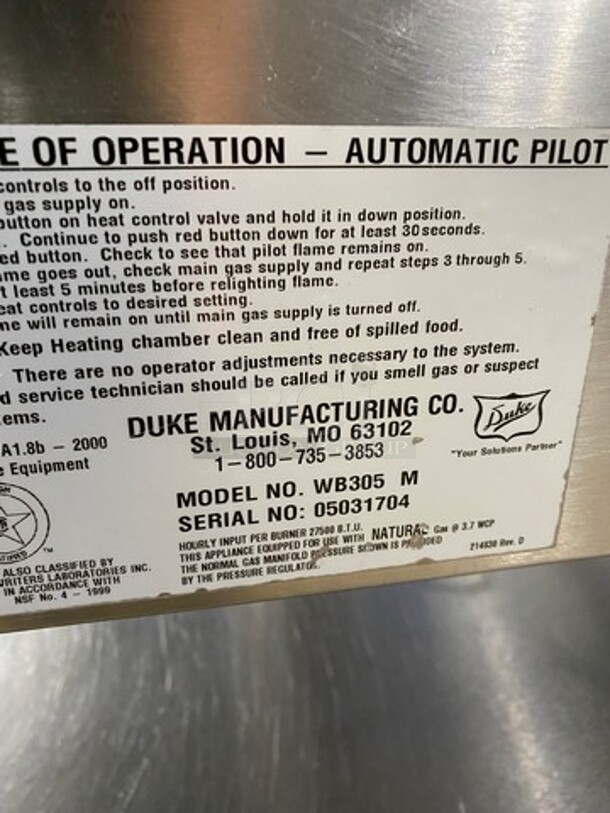 E OF OPERATION – AUTOMATIC PILOT
controls to the off position.
gas supply on.
button on heat control valve and hold it in down position.
. Continue to push red button down for at least 30 seconds.
ed button. Check to see that pilot flame remains on.
ame goes out, check main gas supply and repeat steps 3 through 5.
t least 5 minutes before relighting flame.
eat controls to desired setting.
me will remain on until main gas supply is turned off.
Keep Heating chamber clean and free of spilled food.
There are no operator adjustments necessary to the system.
d service technician should be called if you smell gas or suspect
ems.
A1.8b – 2000
e Equipment
DUKE MANUFACTURING CO.
St. Louis, MO 63102
1-800-735-3853
Duke
"Your Solutions Partner"
MODEL NO. WB305 M
SERIAL NO: 05031704
HOURLY INPUT PER BURNER 27500 B.T.U.
THIS APPLIANCE EQUIPPED FOR USE WITH NATURAL Gas @ 3.7 WCP
THE NORMAL GAS MANIFOLD PRESSURE SHOWN IS PROVIDED
BY THE PRESSURE REGULATOR.
214930 Rev. D
TM
ALSO CLASSIFIED BY
WRITERS LABORATORIES INC.
IN ACCORDANCE WITH
NSF No. 4 – 1999